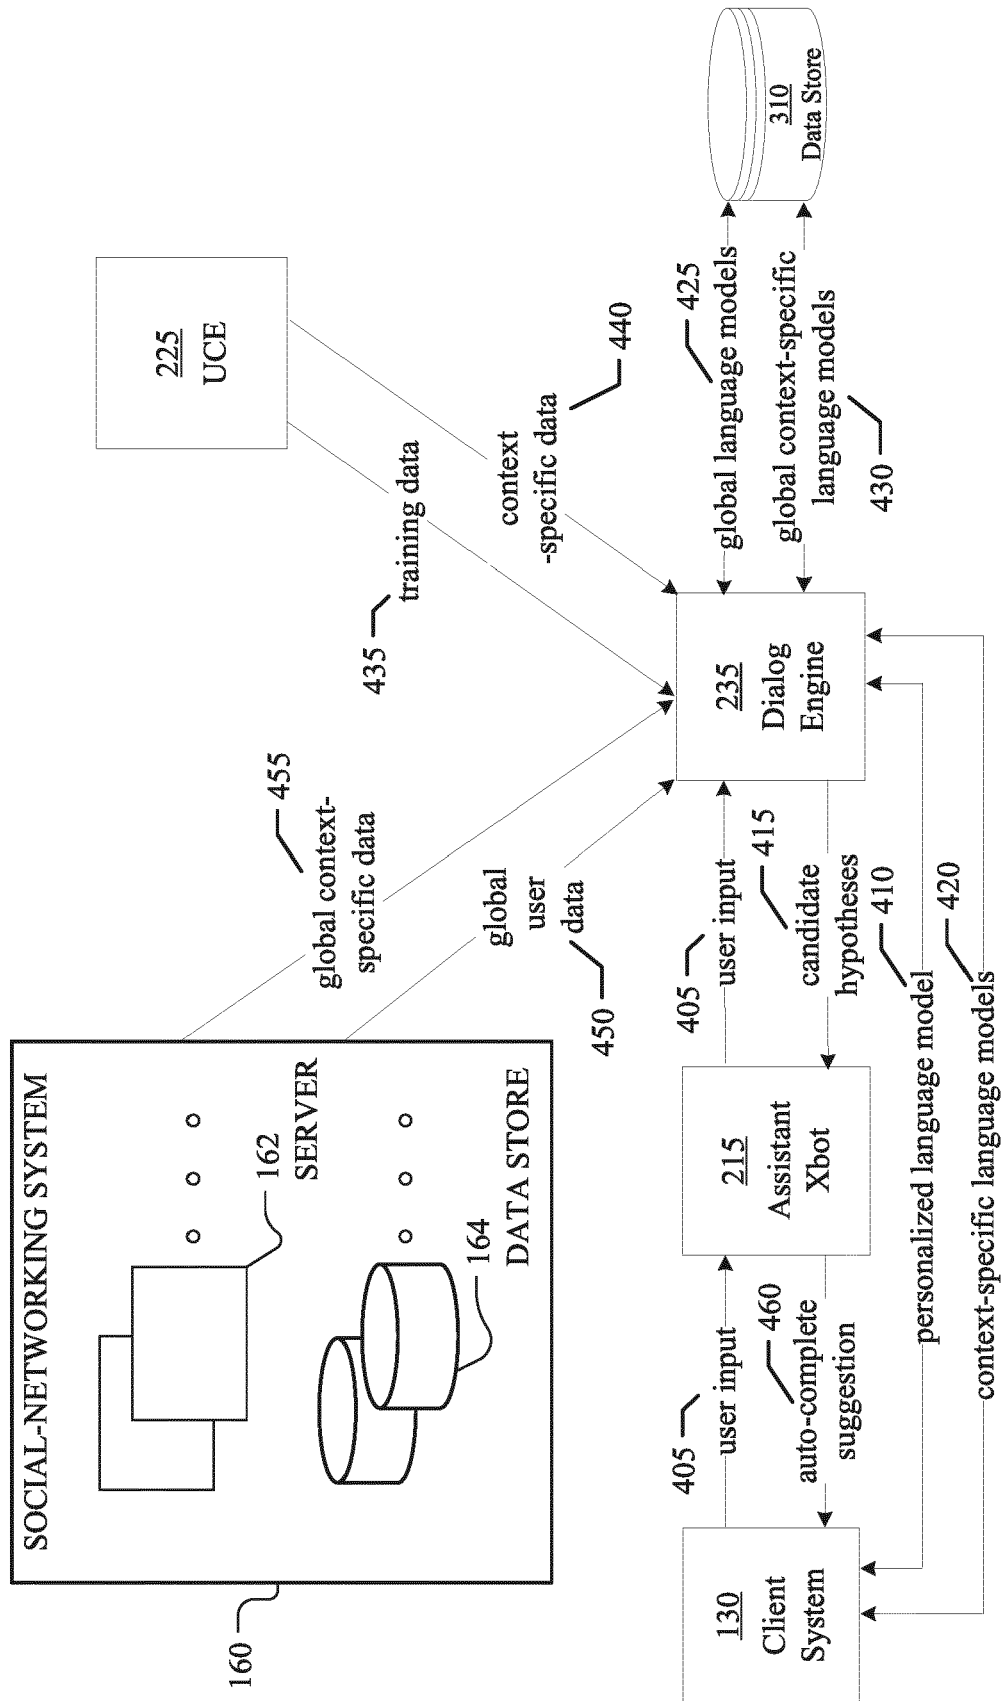 SOCIAL-NETWORKING SYSTEM
162
SERVER
164
DATA STORE
160
455
global context-
specific data
global
user
data
450
225
UCE
training data
435
context
-specific data
440
130
Client
System
405
user input
460
auto-complete
suggestion
215
Assistant
Xbot
405
user input
415
candidate
hypotheses
235
Dialog
Engine
425
global language models
global context-specific
language models
430
310
Data Store
410
personalized language model
420
context-specific language models